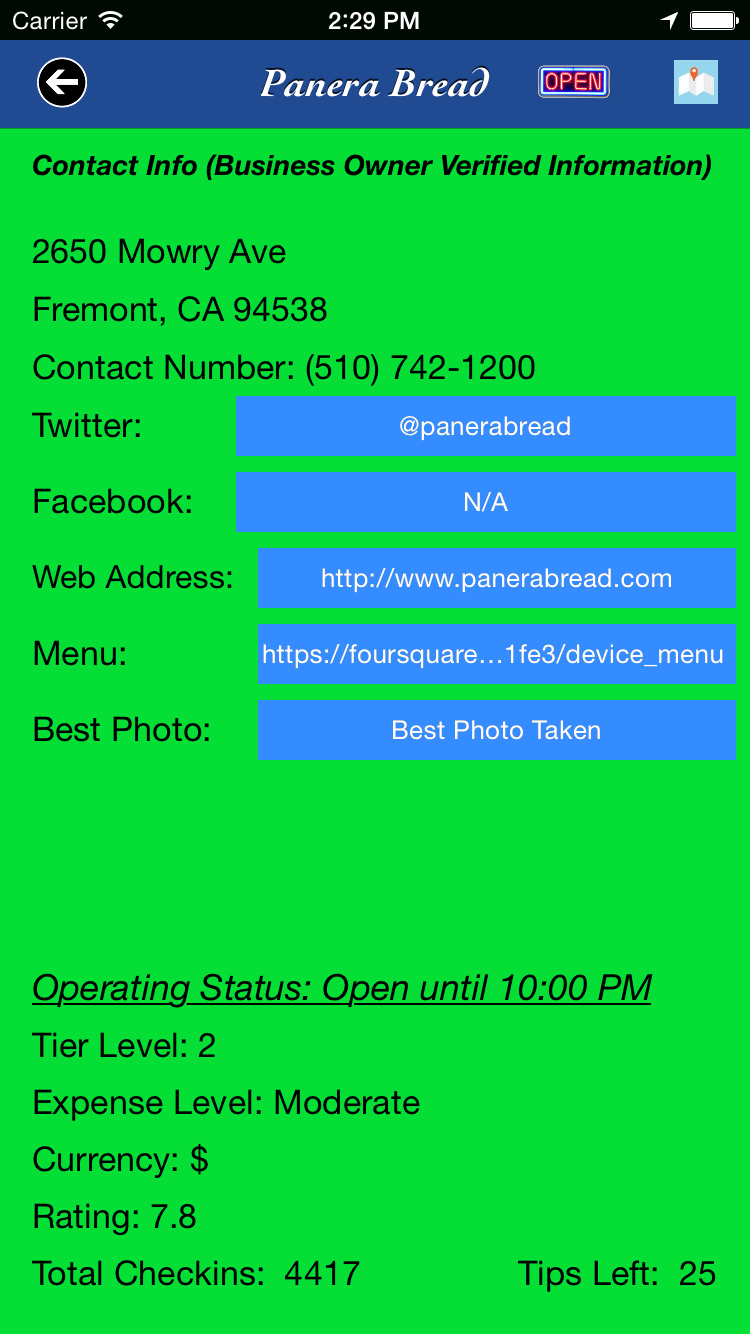 Carrier 2:29 PM
Panera Bread OPEN
Contact Info (Business Owner Verified Information)
2650 Mowry Ave
Fremont, CA 94538
Contact Number: (510) 742-1200
Twitter: @panerabread
Facebook: N/A
Web Address: http://www.panerabread.com
Menu: https://foursquare...1fe3/device_menu
Best Photo: Best Photo Taken
Operating Status: Open until 10:00 PM
Tier Level: 2
Expense Level: Moderate
Currency: $
Rating: 7.8
Total Checkins: 4417 Tips Left: 25